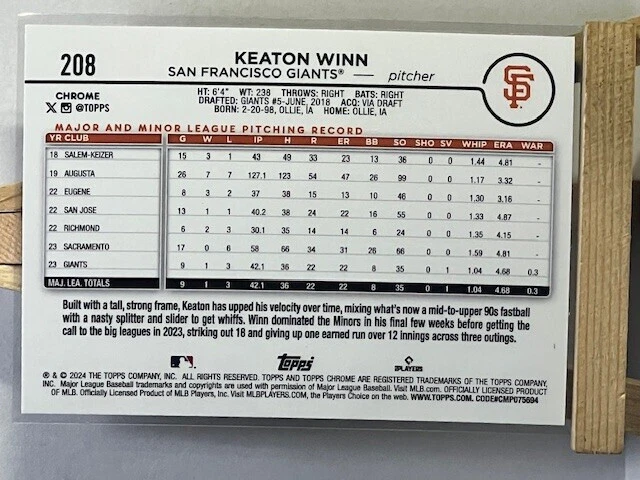 208
KEATON WINN
SAN FRANCISCO GIANTS® — pitcher
SF
CHROME
X @TOPPS
HT: 6'4" WT: 238 THROWS: RIGHT BATS: RIGHT
DRAFTED: GIANTS #5-JUNE, 2018 ACQ: VIA DRAFT
BORN: 2-20-98, OLLIE, IA HOME: OLLIE, IA
MAJOR AND MINOR LEAGUE PITCHING RECORD
YR CLUB G W L IP H R ER BB SO SHO SV WHIP ERA WAR
18 SALEM-KEIZER 15 3 1 43 49 33 23 13 36 0 0 1.44 4.81 -
19 AUGUSTA 26 7 7 127.1 123 54 47 26 99 0 0 1.17 3.32 -
22 EUGENE 8 3 2 37 38 15 13 10 46 0 0 1.30 3.16 -
22 SAN JOSE 13 1 1 40.2 38 24 22 16 55 0 0 1.33 4.87 -
22 RICHMOND 6 2 3 30.1 35 14 14 6 24 0 0 1.35 4.15 -
23 SACRAMENTO 17 0 6 58 66 34 31 26 66 0 0 1.59 4.81 -
23 GIANTS 9 1 3 42.1 36 22 22 8 35 0 1 1.04 4.68 0.3
MAJ. LEA. TOTALS 9 1 3 42.1 36 22 22 8 35 0 1 1.04 4.68 0.3
Built with a tall, strong frame, Keaton has upped his velocity over time, mixing what's now a mid-to-upper 90s fastball
with a nasty splitter and slider to get whiffs. Winn dominated the Minors in his final few weeks before getting the
call to the big leagues in 2023, striking out 18 and giving up one earned run over 12 innings across three outings.
Topps
PLAYERS
® & © 2024 THE TOPPS COMPANY, INC. ALL RIGHTS RESERVED. TOPPS AND TOPPS CHROME ARE REGISTERED TRADEMARKS OF THE TOPPS COMPANY,
INC. Major League Baseball trademarks and copyrights are used with permission of Major League Baseball. Visit MLB.com. OFFICIALLY LICENSED PRODUCT
OF MLB. Officially Licensed Product of MLB Players, Inc. Visit MLBPLAYERS.COM, the Players Choice on the web. WWW.TOPPS.COM. CODE#CMP075694